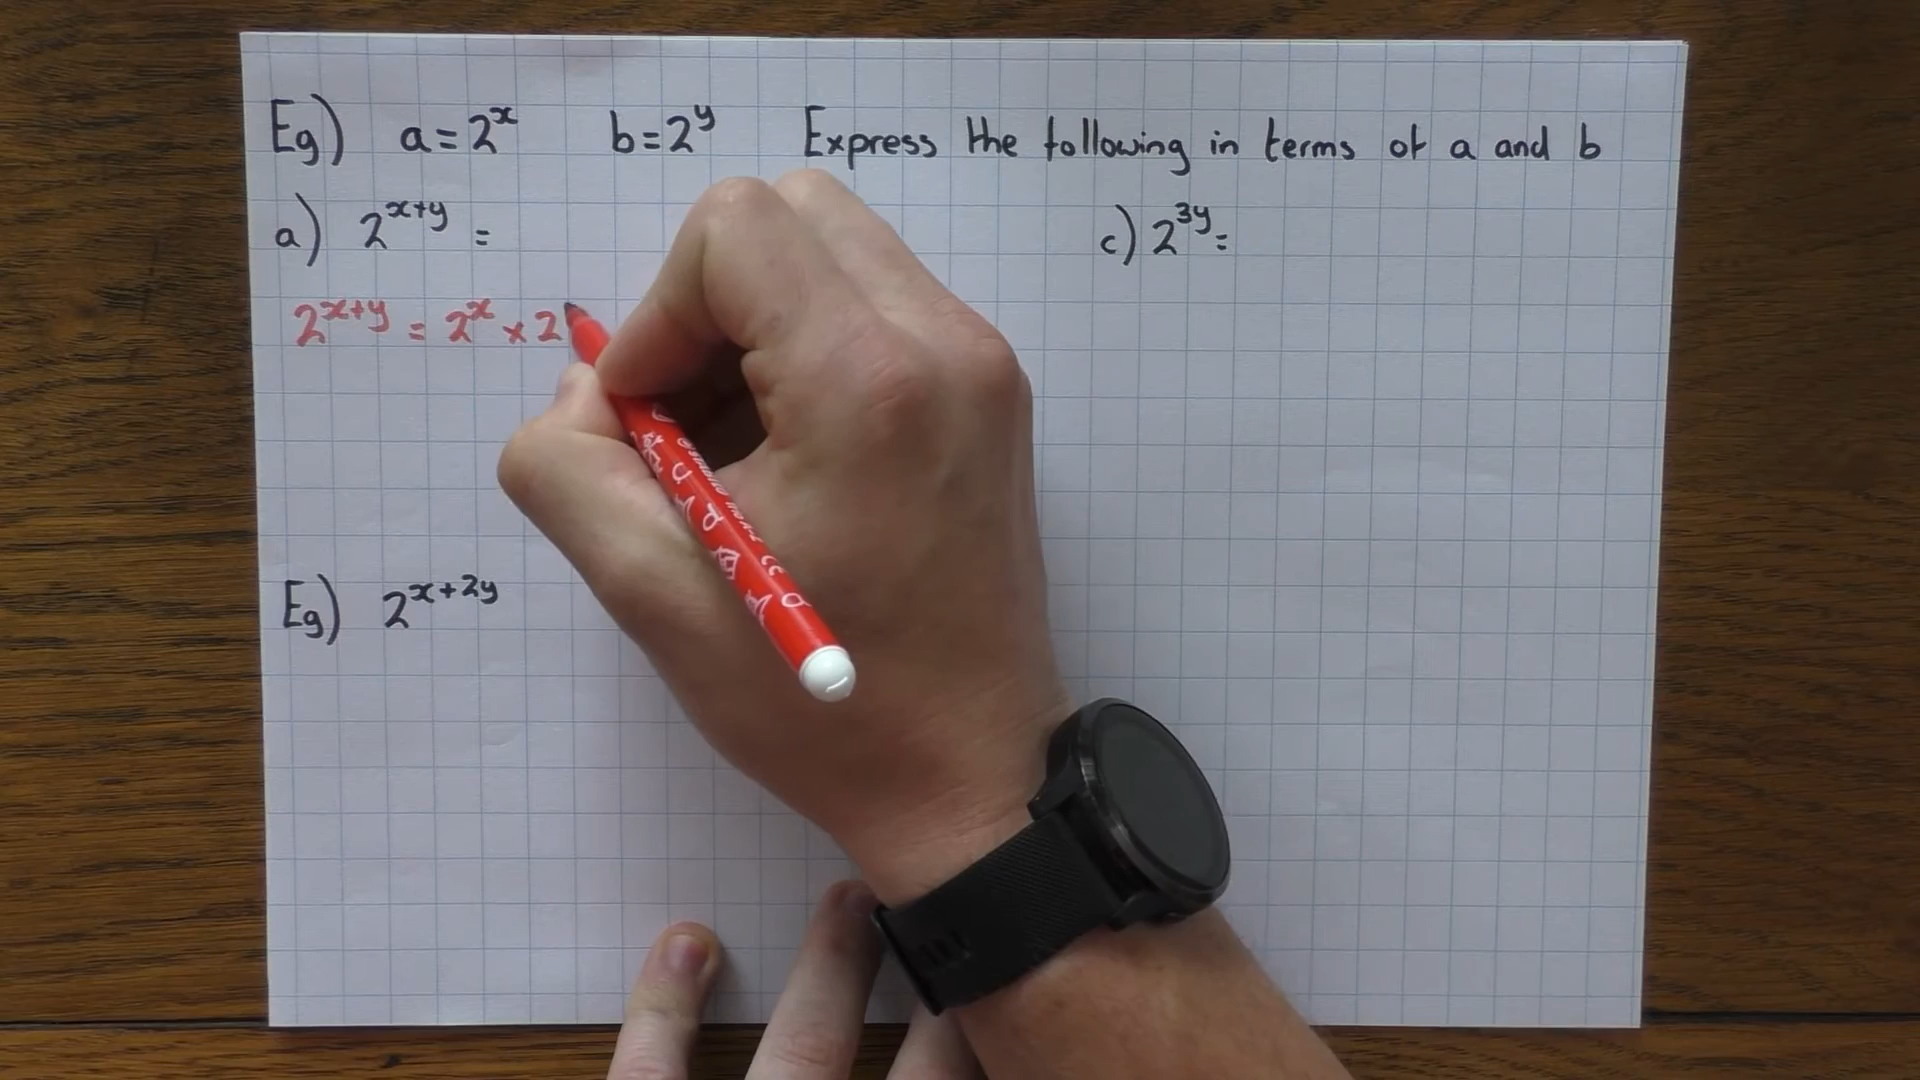 Eg) a=2^x b=2^y Express the following in terms of a and b
a) 2^{x+y} =
c) 2^{3y} =
2^{x+y} = 2^x × 2
Eg) 2^{x+2y}